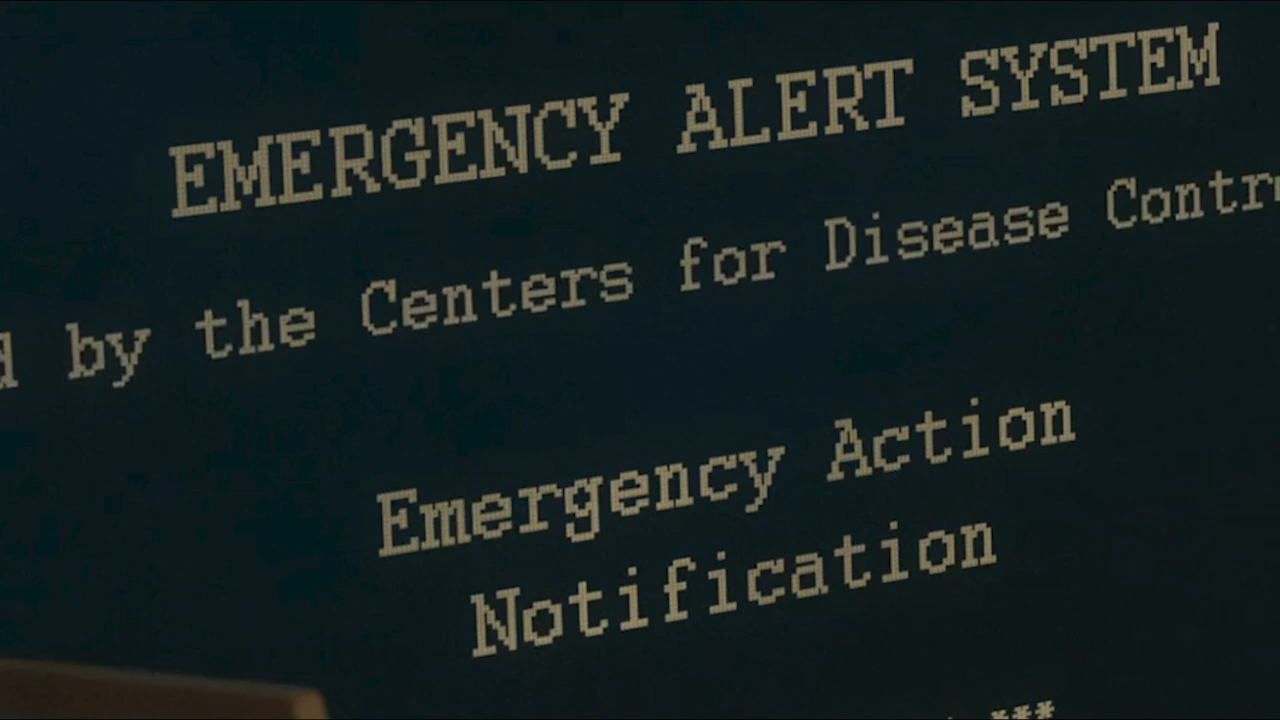 EMERGENCY ALERT SYSTEM
by the Centers for Disease
Emergency Action
Notification
***